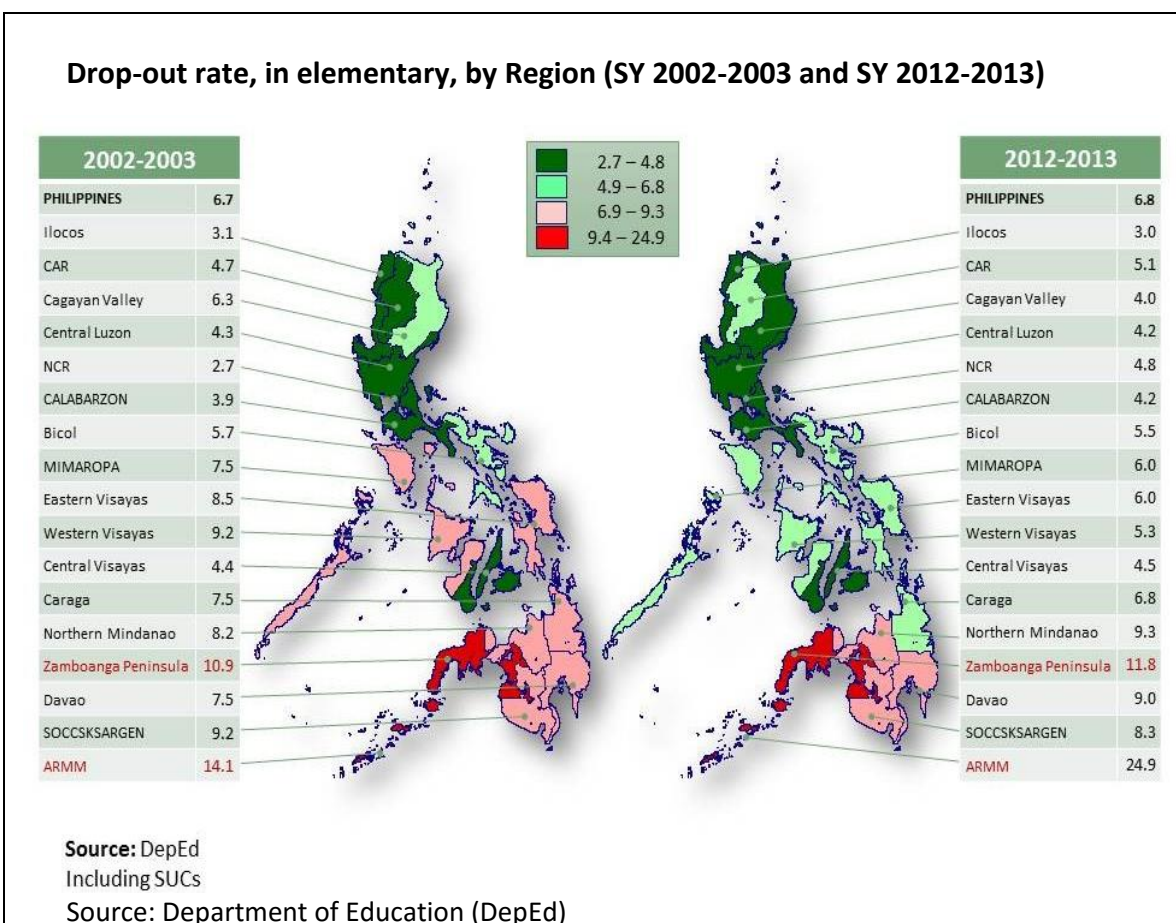 Drop-out rate, in elementary, by Region (SY 2002-2003 and SY 2012-2013)
2002-2003
PHILIPPINES 6.7
Ilocos 3.1
CAR 4.7
Cagayan Valley 6.3
Central Luzon 4.3
NCR 2.7
CALABARZON 3.9
Bicol 5.7
MIMAROPA 7.5
Eastern Visayas 8.5
Western Visayas 9.2
Central Visayas 4.4
Caraga 7.5
Northern Mindanao 8.2
Zamboanga Peninsula 10.9
Davao 7.5
SOCCSKSARGEN 9.2
ARMM 14.1
2.7 – 4.8
4.9 – 6.8
6.9 – 9.3
9.4 – 24.9
2012-2013
PHILIPPINES 6.8
Ilocos 3.0
CAR 5.1
Cagayan Valley 4.0
Central Luzon 4.2
NCR 4.8
CALABARZON 4.2
Bicol 5.5
MIMAROPA 6.0
Eastern Visayas 6.0
Western Visayas 5.3
Central Visayas 4.5
Caraga 6.8
Northern Mindanao 9.3
Zamboanga Peninsula 11.8
Davao 9.0
SOCCSKSARGEN 8.3
ARMM 24.9
Source: DepEd
Including SUCs
Source: Department of Education (DepEd)